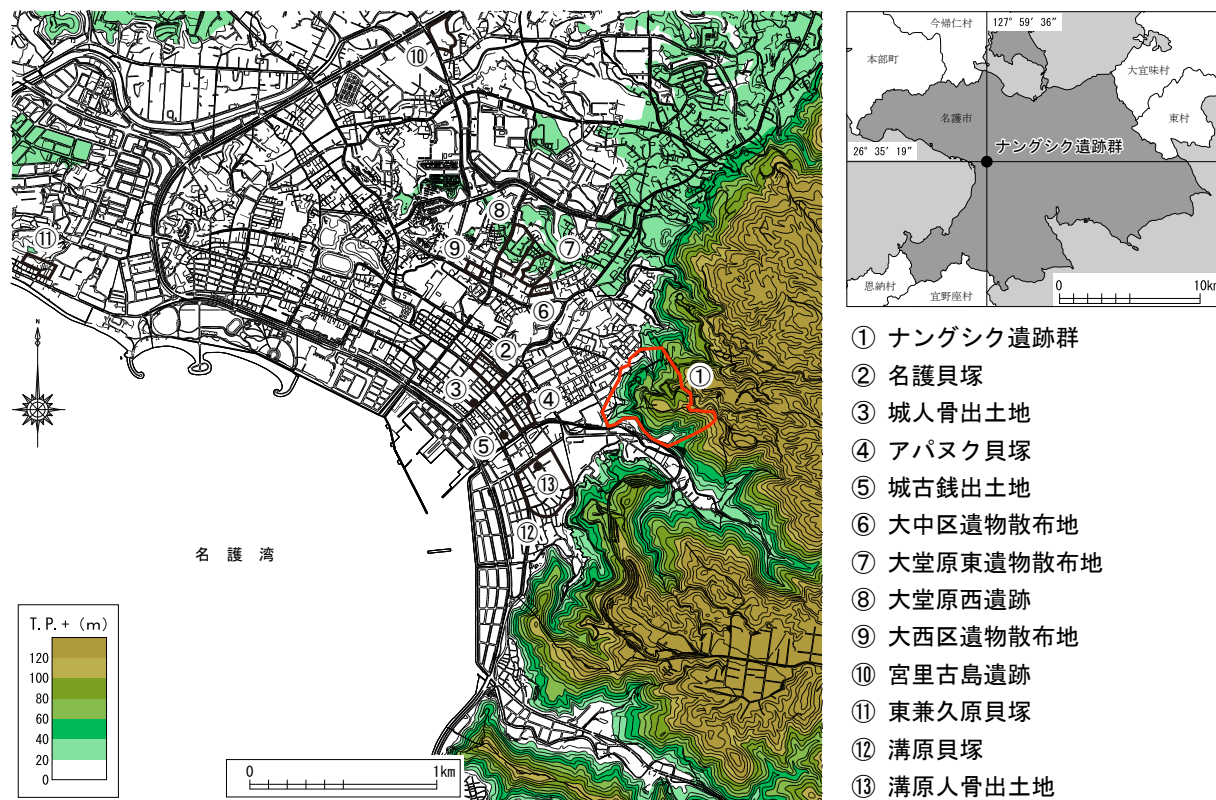 ⑩
⑧
⑪
⑨
⑦
⑥
②
①
③
④
⑤
⑬
⑫
N
名護湾
T.P.+(m)
120
100
80
60
40
20
0
0 1km
今帰仁村
127° 59′ 36″
本部町
大宜味村
名護市
東村
26° 35′ 19″
ナングシク遺跡群
恩納村
宜野座村
0 10km
① ナングシク遺跡群
② 名護貝塚
③ 城人骨出土地
④ アパヌク貝塚
⑤ 城古銭出土地
⑥ 大中区遺物散布地
⑦ 大堂原東遺物散布地
⑧ 大堂原西遺跡
⑨ 大西区遺物散布地
⑩ 宮里古島遺跡
⑪ 東兼久原貝塚
⑫ 溝原貝塚
⑬ 溝原人骨出土地